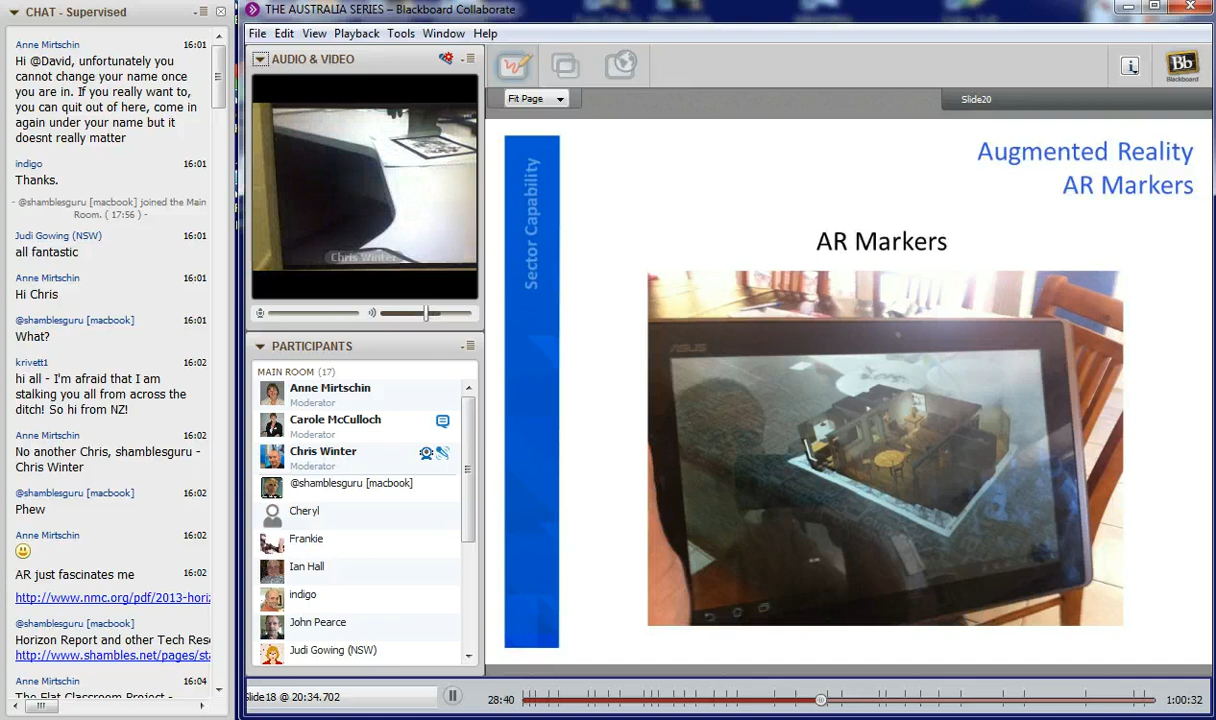 CHAT - Supervised
Anne Mirtschin 16:01
Hi @David, unfortunately you
cannot change your name once
you are in. If you really want to,
you can quit out of here, come in
again under your name but it
doesnt really matter
indigo 16:01
Thanks.
- @shamblesguru [macbook] joined the Main
Room. ( 17:56 ) -
Judi Gowing (NSW) 16:01
all fantastic
Anne Mirtschin 16:01
Hi Chris
@shamblesguru [macbook] 16:01
What?
krivett1 16:02
hi all - I'm afraid that I am
stalking you all from across the
ditch! So hi from NZ!
Anne Mirtschin 16:02
No another Chris, shambleguru -
Chris Winter
@shamblesguru [macbook] 16:02
Phew
Anne Mirtschin 16:02
AR just fascinates me 16:02
http://www.nmc.org/pdf/2013-hori
@shamblesguru [macbook]
Horizon Report and other Tech Res
http://www.shambles.net/pages/st
Anne Mirtschin 16:04
The Flat Classroom Project -
THE AUSTRALIA SERIES – Blackboard Collaborate
File Edit View Playback Tools Window Help
AUDIO & VIDEO
Chris Winter
PARTICIPANTS
MAIN ROOM (17)
Anne Mirtschin
Moderator
Carole McCulloch
Moderator
Chris Winter
Moderator
@shamblesguru [macbook]
Cheryl
Frankie
Ian Hall
indigo
John Pearce
Judi Gowing (NSW)
Bb
Blackboard
Fit Page
Slide20
Sector Capability
Augmented Reality
AR Markers
AR Markers
ASUS
Slide18 @ 20:34.702
28:40
1:00:32